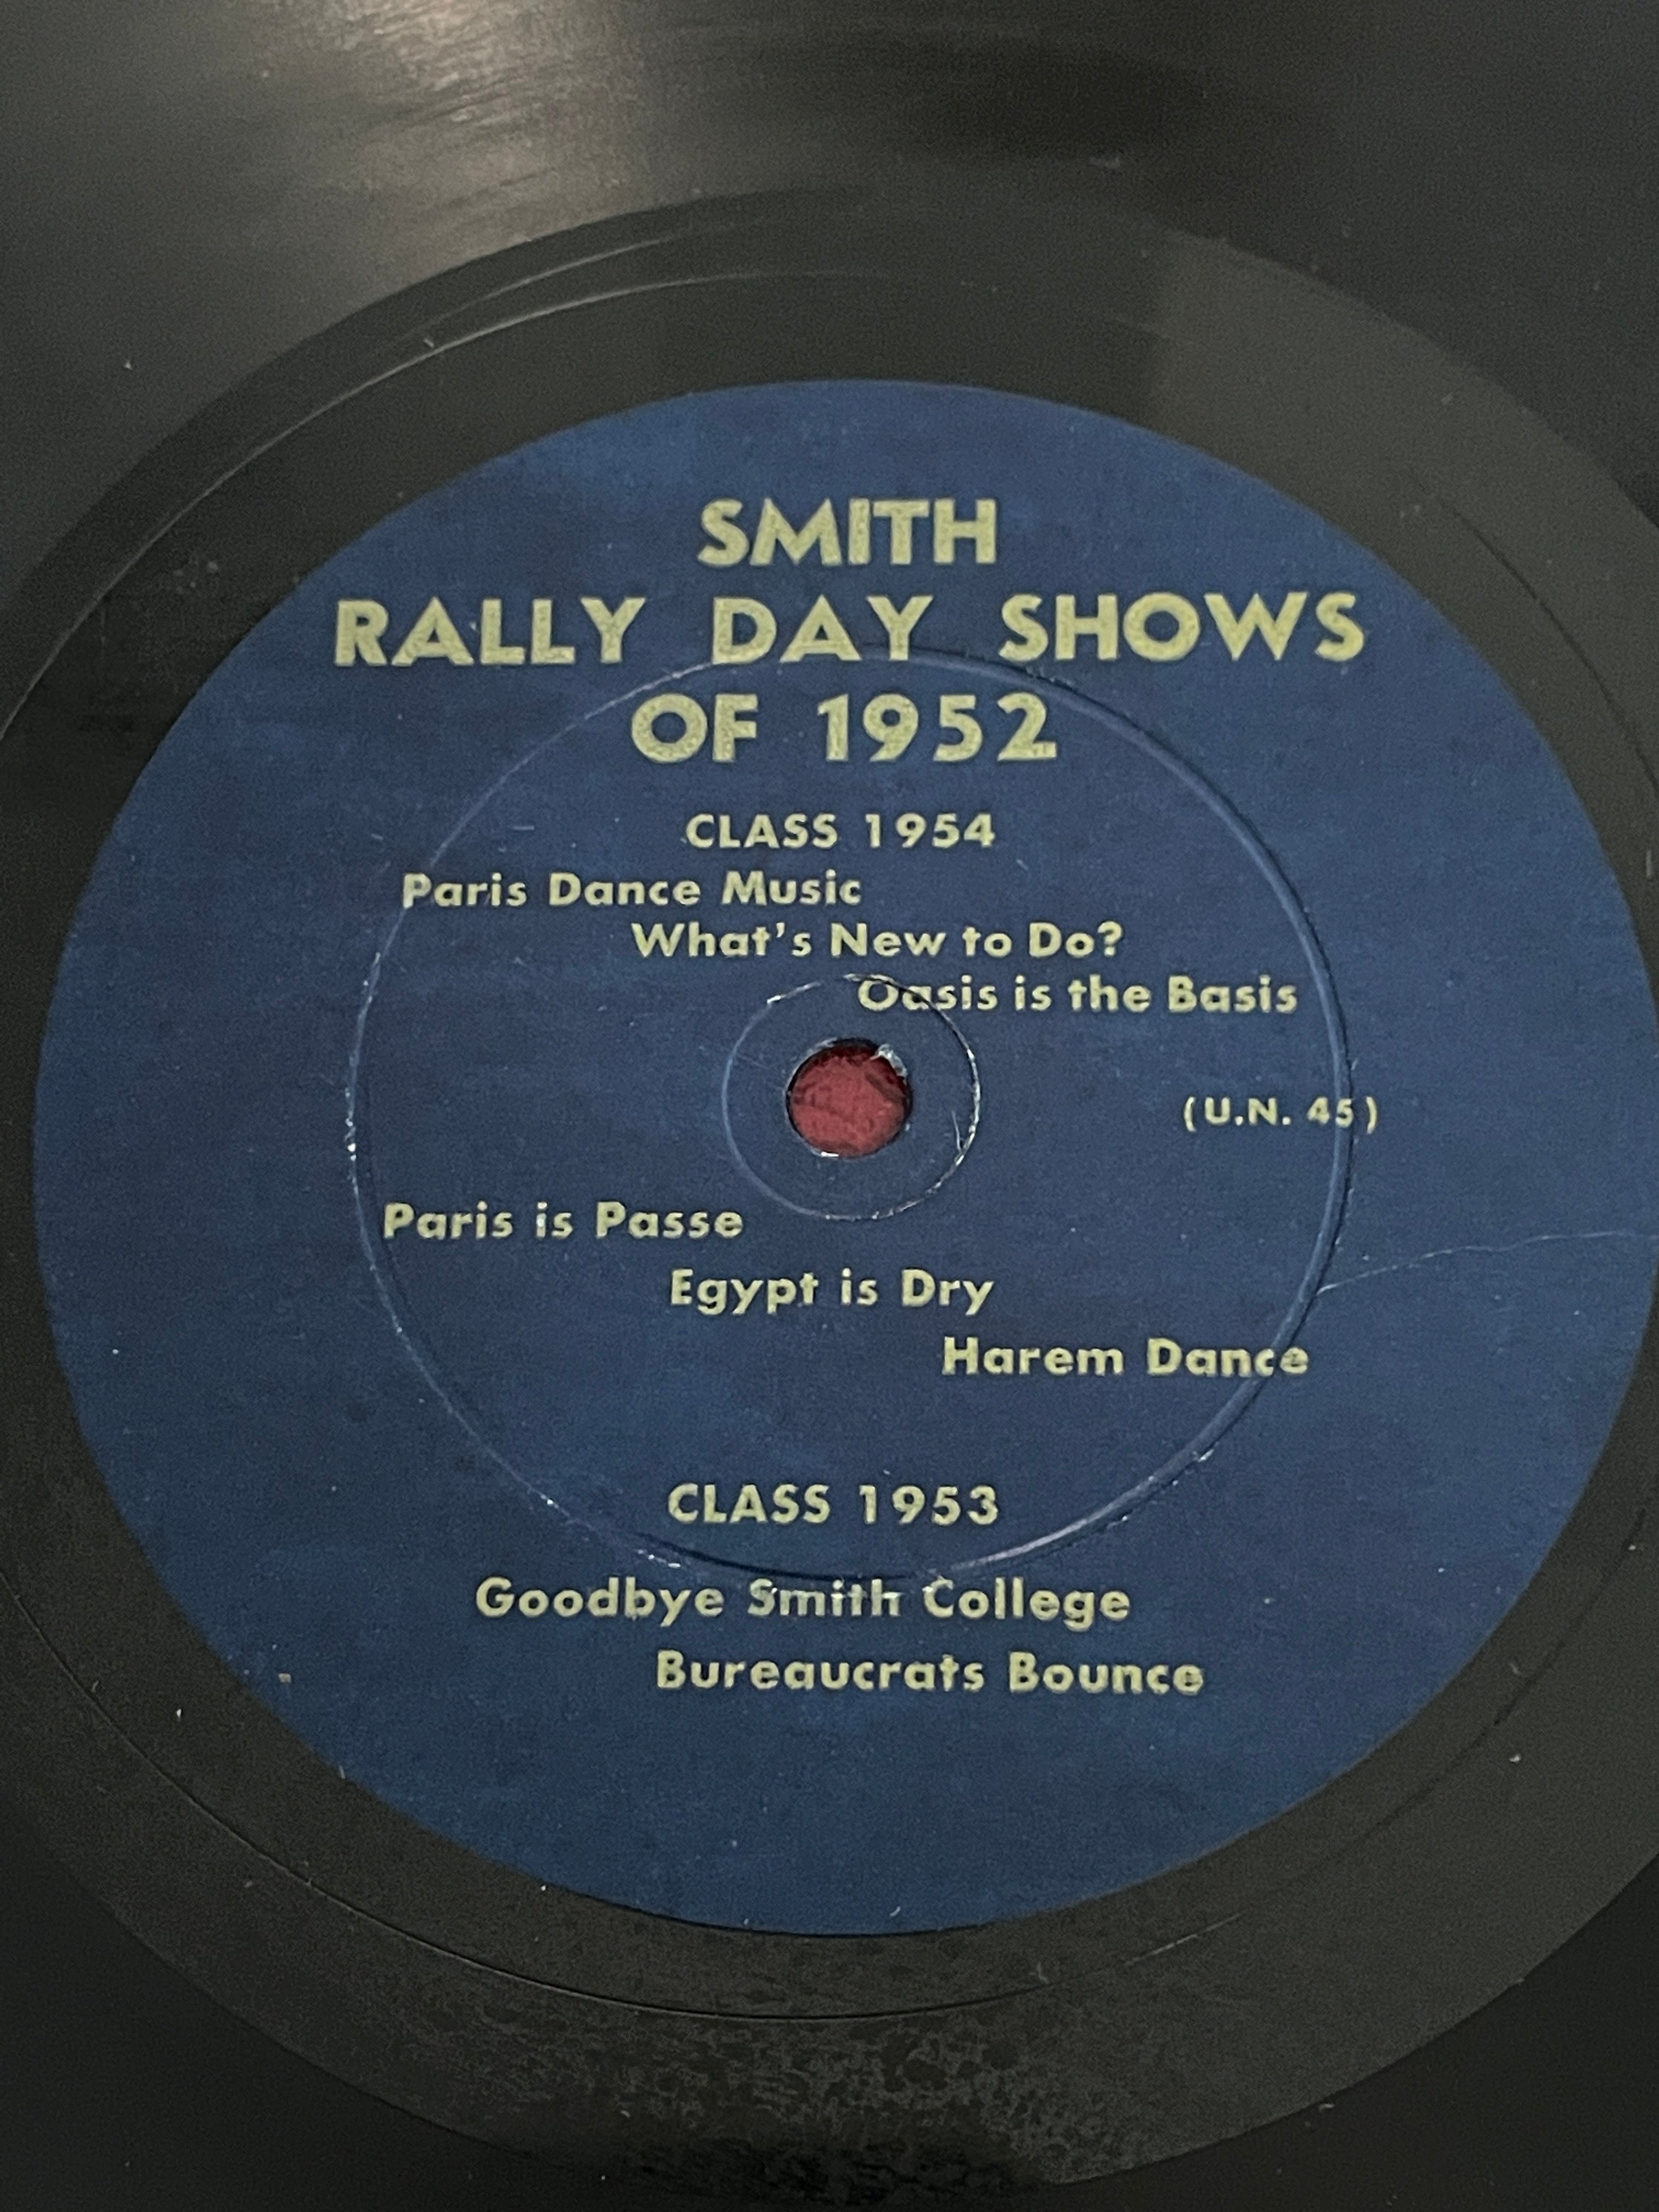 SMITH
RALLY DAY SHOWS
OF 1952
CLASS 1954
Paris Dance Music
What's New to Do?
Oasis is the Basis
(U.N. 45)
Paris is Passe
Egypt is Dry
Harem Dance
CLASS 1953
Goodbye Smith College
Bureaucrats Bounce